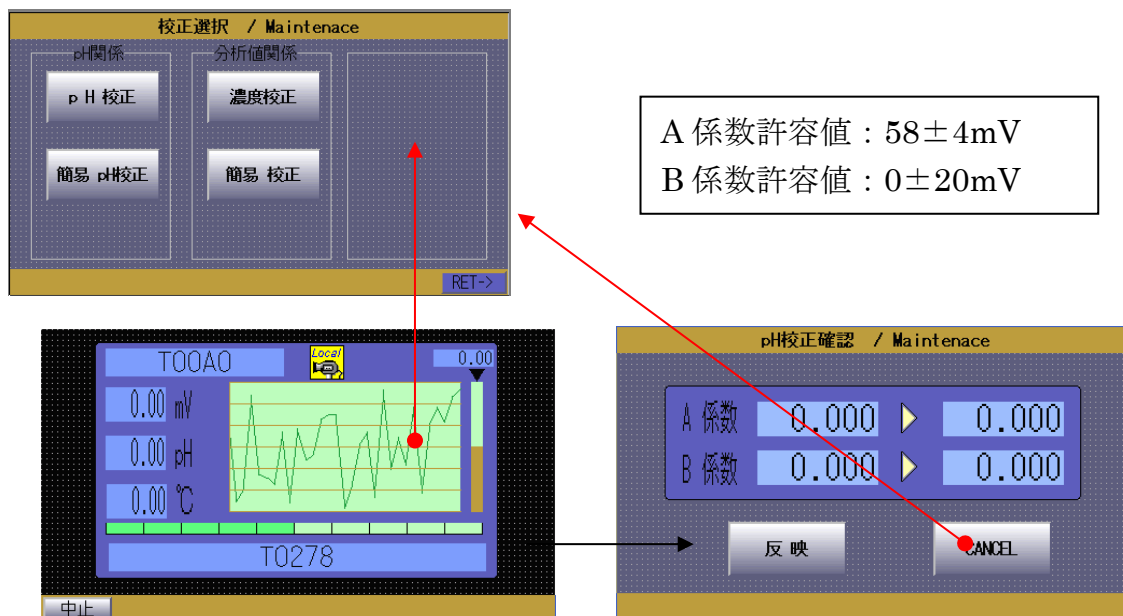 校正選択 / Maintenace
pH関係
分析値関係
pH 校正
濃度校正
簡易 pH校正
簡易 校正
RET->
A係数許容値：58±4mV
B係数許容値：0±20mV
T00A0
Local
0.00
0.00 mV
0.00 pH
0.00 ℃
T0278
中止
pH校正確認 / Maintenace
A 係数 0.000 0.000
B 係数 0.000 0.000
反映
CANCEL